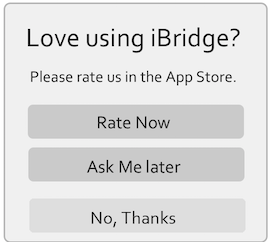 Love using iBridge?
Please rate us in the App Store.
Rate Now
Ask Me later
No, Thanks